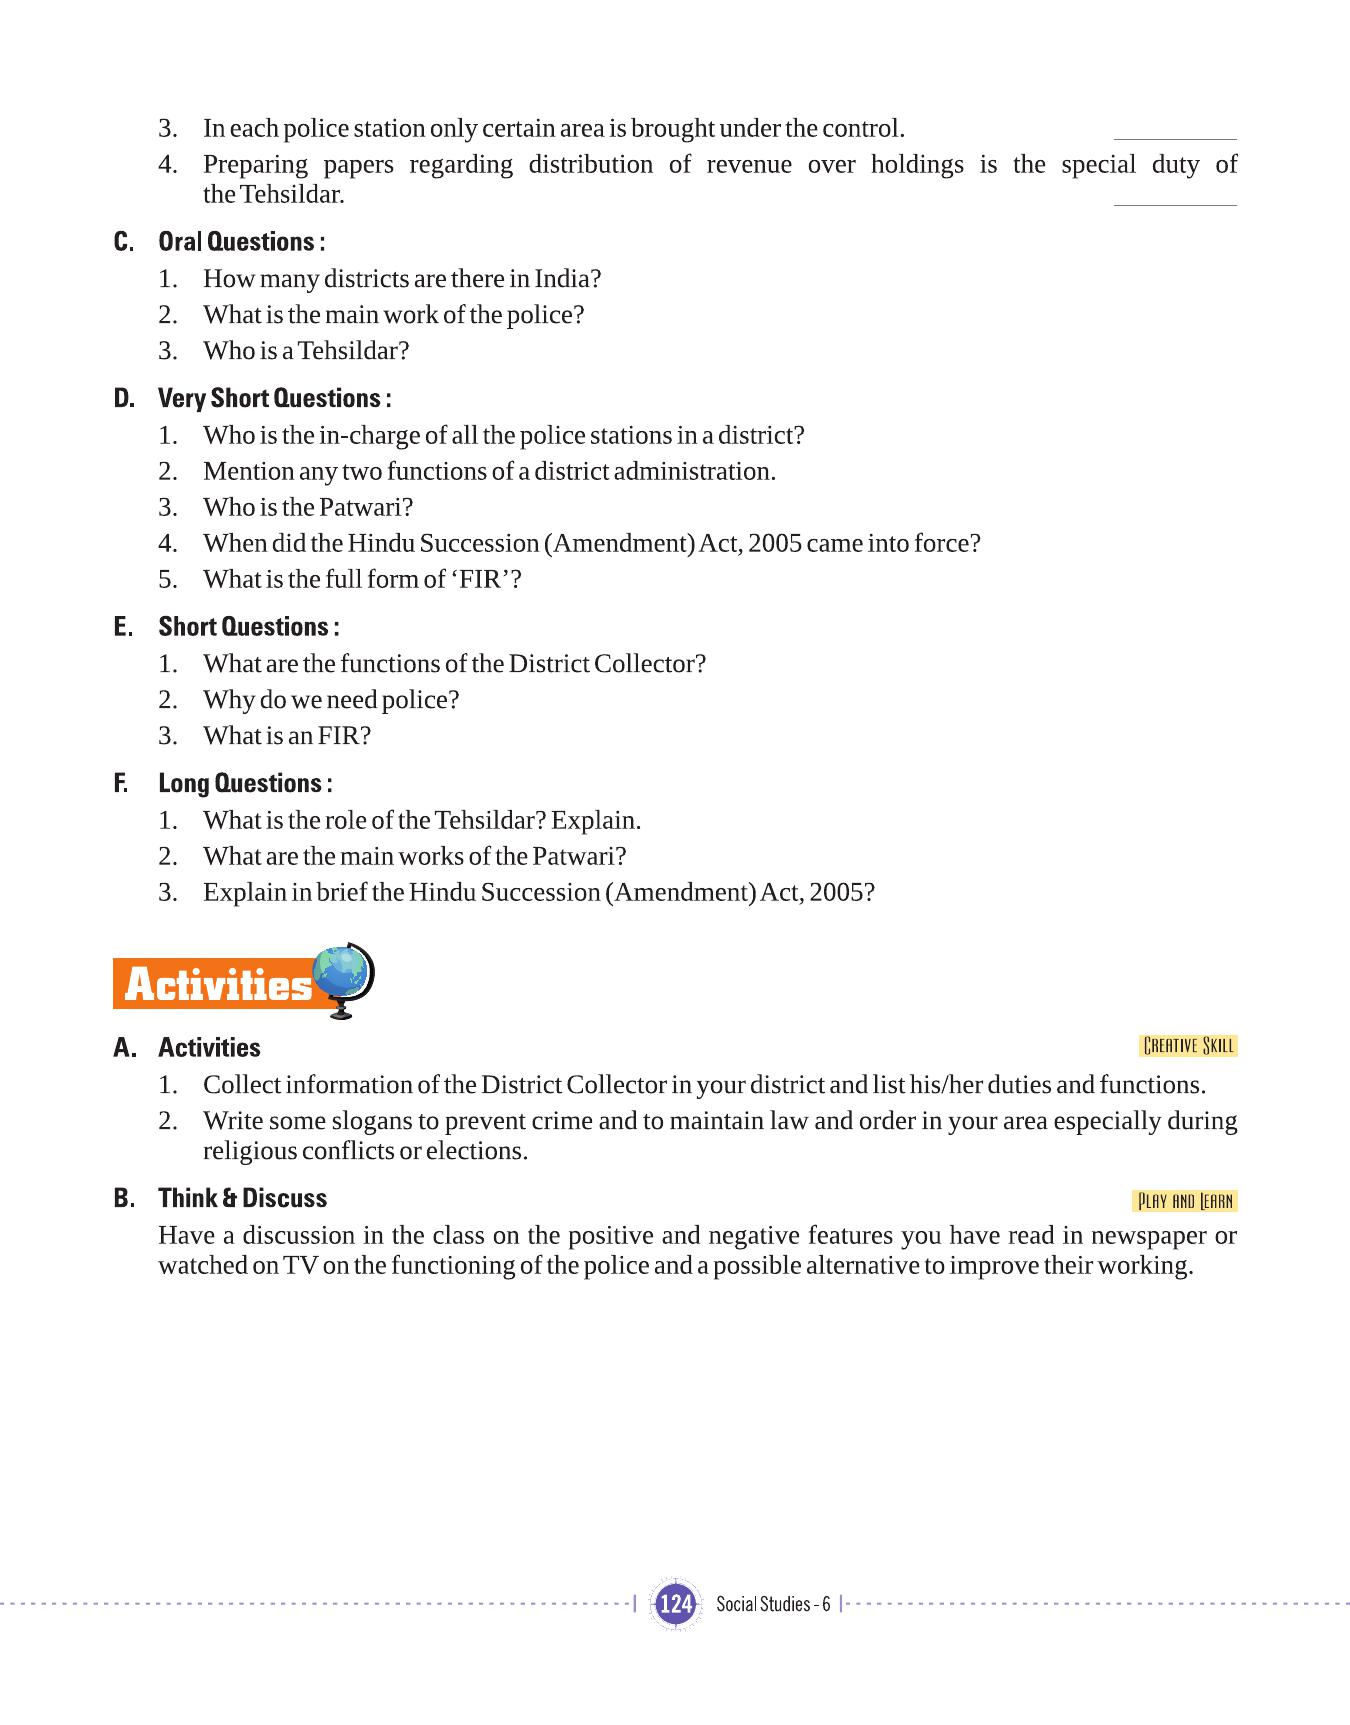 3. In each police station only certain area is brought under the control.
4. Preparing papers regarding distribution of revenue over holdings is the special duty of
the Tehsildar.
C. Oral Questions :
1. How many districts are there in India?
2. What is the main work of the police?
3. Who is a Tehsildar?
D. Very Short Questions :
1. Who is the in-charge of all the police stations in a district?
2. Mention any two functions of a district administration.
3. Who is the Patwari?
4. When did the Hindu Succession (Amendment) Act, 2005 came into force?
5. What is the full form of ‘FIR’?
E. Short Questions :
1. What are the functions of the District Collector?
2. Why do we need police?
3. What is an FIR?
F. Long Questions :
1. What is the role of the Tehsildar? Explain.
2. What are the main works of the Patwari?
3. Explain in brief the Hindu Succession (Amendment) Act, 2005?
Activities
A. Activities CREATIVE SKILL
1. Collect information of the District Collector in your district and list his/her duties and functions.
2. Write some slogans to prevent crime and to maintain law and order in your area especially during
religious conflicts or elections.
B. Think & Discuss PLAY AND LEARN
Have a discussion in the class on the positive and negative features you have read in newspaper or
watched on TV on the functioning of the police and a possible alternative to improve their working.
124 Social Studies - 6